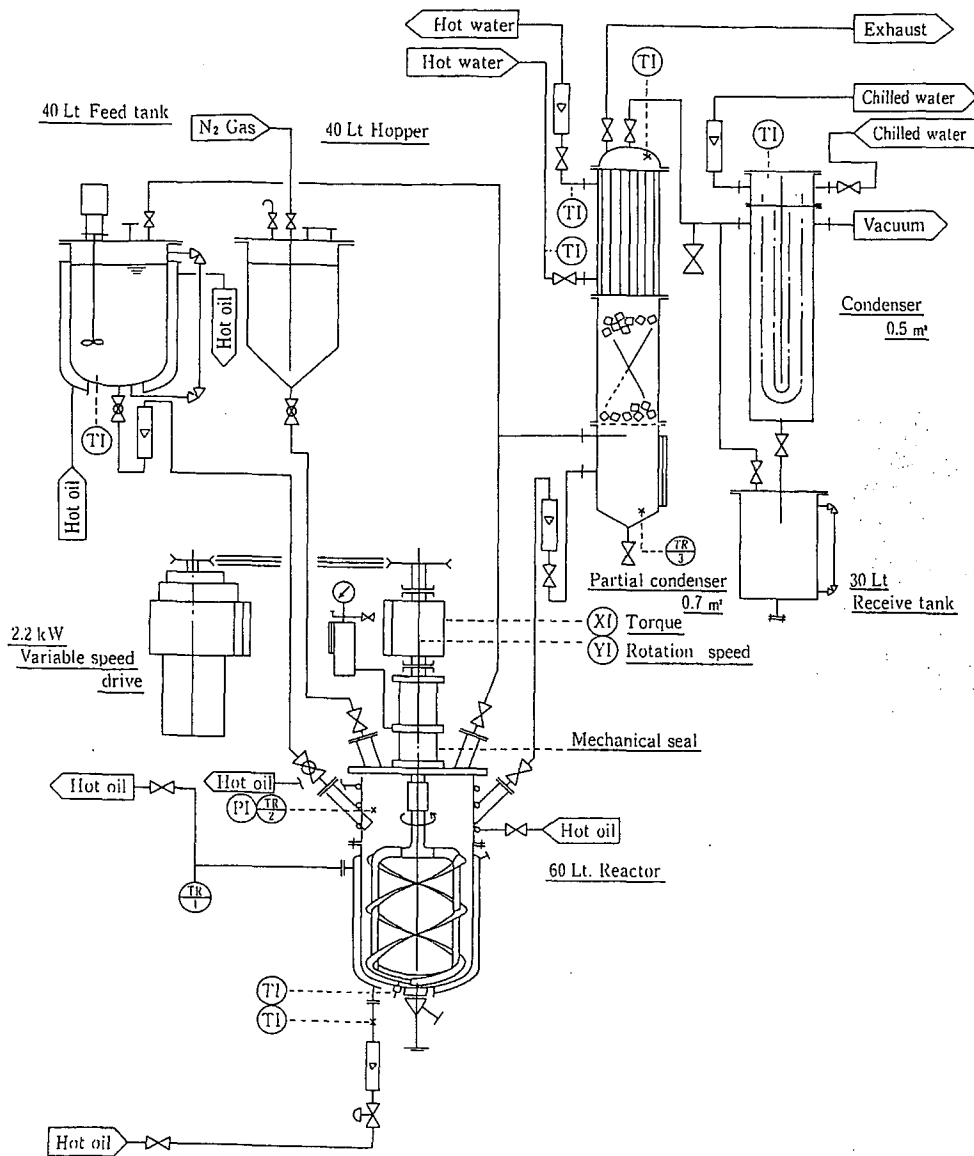 Hot water
Hot water
Exhaust
TI
40 Lt Feed tank
N₂ Gas
40 Lt Hopper
Chilled water
TI
Chilled water
TI
TI
Vacuum
Hot oil
Condenser
0.5 m²
TI
Hot oil
TR
3
Partial condenser
0.7 m²
30 Lt
Receive tank
2.2 kW
Variable speed
drive
XI Torque
YI Rotation speed
Mechanical seal
Hot oil
Hot oil
PI TR
2
Hot oil
60 Lt. Reactor
TR
1
TI
TI
Hot oil